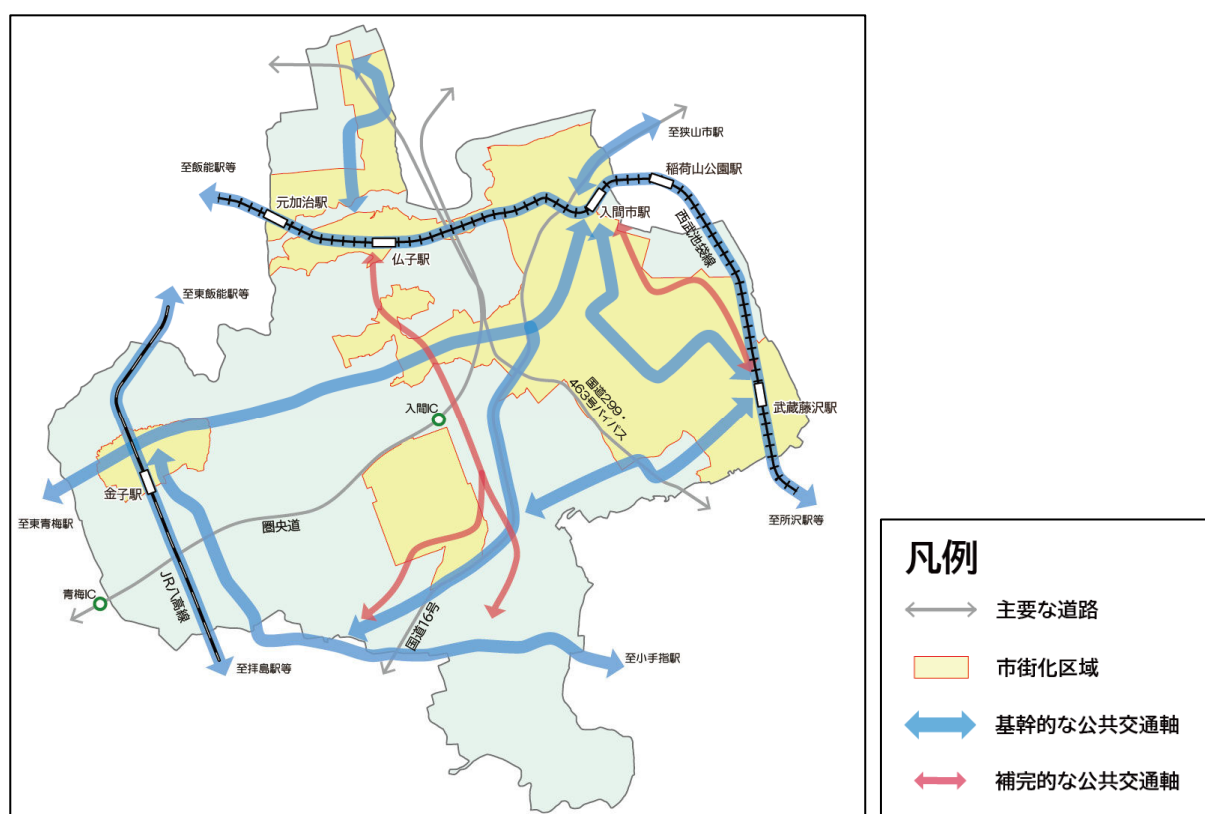 至狭山市駅
稲荷山公園駅
至飯能駅等
元加治駅
入間市駅
西武池袋線
仏子駅
至東飯能駅等
国道299・
463号バイパス
入間IC
武蔵藤沢駅
金子駅
至東青梅駅
圏央道
至所沢駅等
青梅IC
JR八高線
国道16号
至拝島駅等
至小手指駅
凡例
主要な道路
市街化区域
基幹的な公共交通軸
補完的な公共交通軸